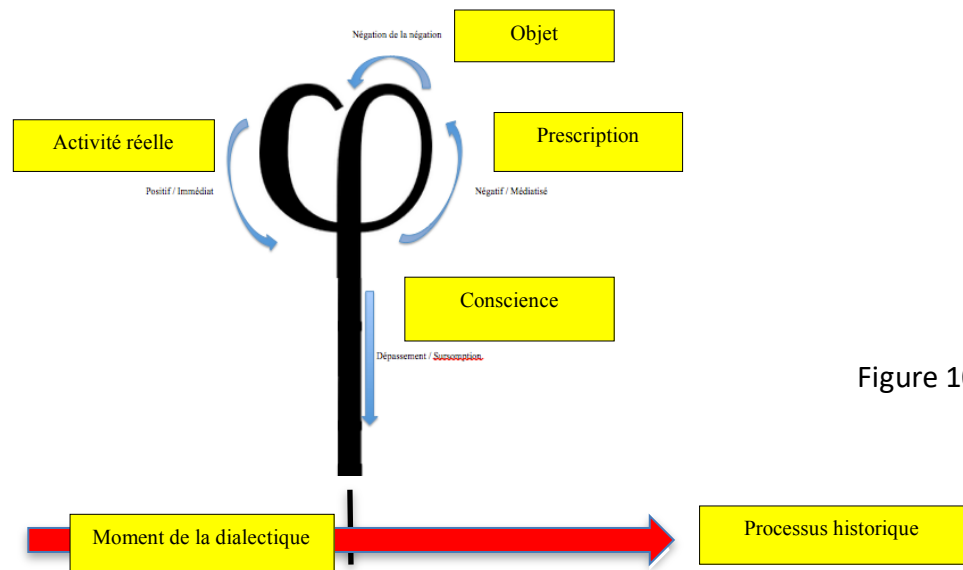 Négation de la négation
Objet
Activité réelle
Prescription
Positif / Immédiat
Négatif / Médiatisé
Conscience
Dépassement / Sursomption.
Figure 10
Moment de la dialectique
Processus historique